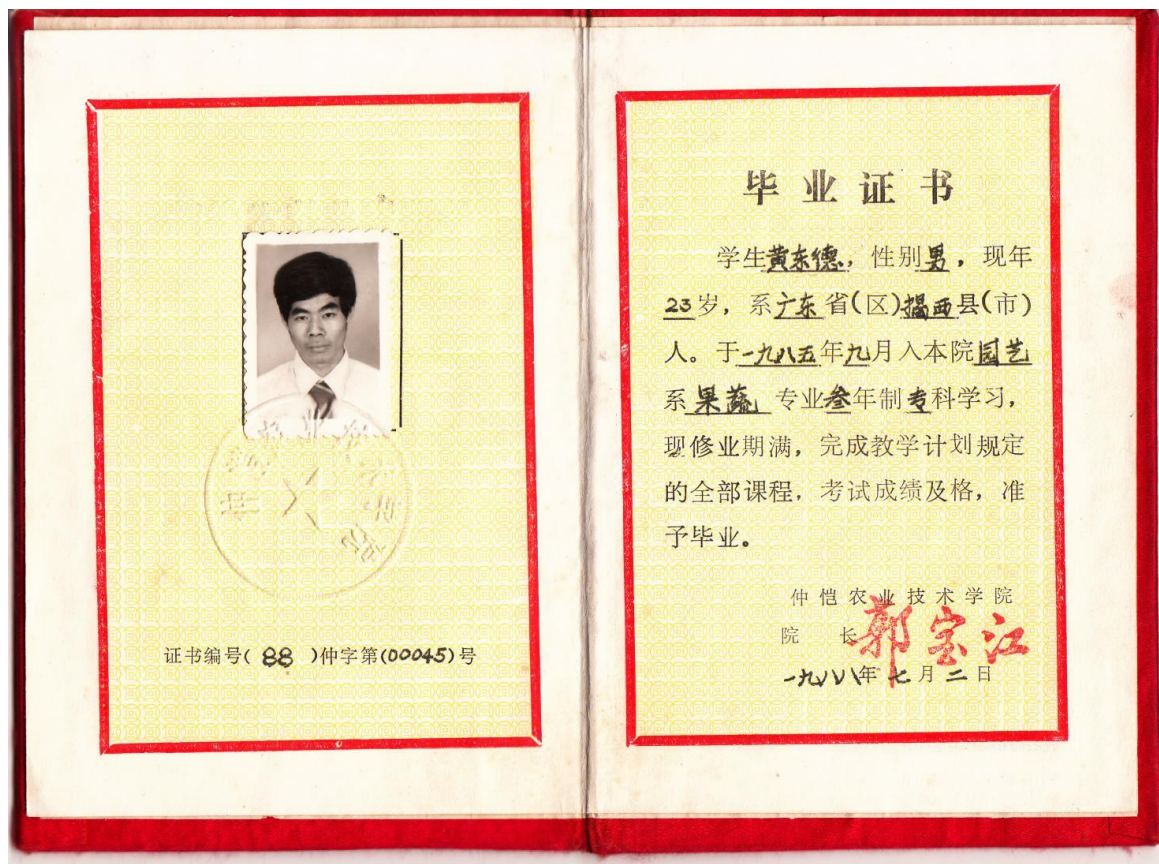 证书编号( 88 )仲字第(00045)号
毕业证书
学生黄东德，性别男，现年
23岁，系广东省(区)揭西县(市)
人。于一九八五年九月入本院园艺
系果蔬 专业叁年制专科学习，
现修业期满，完成教学计划规定
的全部课程，考试成绩及格，准
予毕业。
仲恺农业技术学院
院 长 郭宝江
一九八八年七月二日